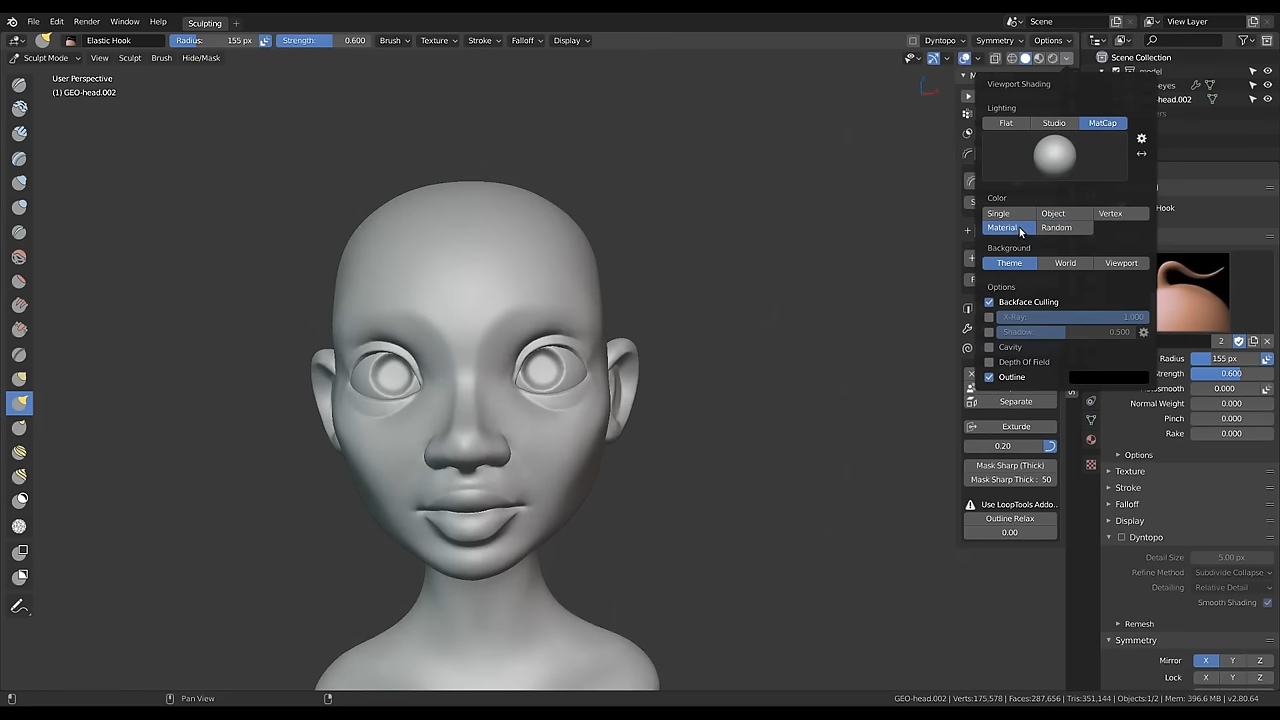 File Edit Render Window Help Sculpting + Scene View Layer
Elastic Hook Radius: 155 px Strength: 0.600 Brush Texture Stroke Falloff Display Dyntopo Symmetry Options
Sculpt Mode View Sculpt Brush Hide/Mask
Scene Collection
User Perspective
(1) GEO-head.002
model
eyes
head.002
Viewport Shading
Lighting
Flat Studio MatCap
Color
Single Object Vertex
Material Random
Background
Theme World Viewport
Options
Backface Culling
X-Ray: 1.000
Shadow 0.500
Cavity
Depth Of Field
Outline
Hook
2
Radius 155 px
Strength 0.600
0.000
Normal Weight 0.000
Pinch 0.000
Rake 0.000
Separate
Exturde
0.20
Mask Sharp (Thick)
Mask Sharp Thick : 50
Use LoopTools Addo..
Outline Relax
0.00
Options
Texture
Stroke
Falloff
Display
Dyntopo
Detail Size 5.00 px
Refine Method Subdivide Collapse
Detailing Relative Detail
Smooth Shading
Remesh
Symmetry
Mirror X Y Z
Lock X Y Z
Pan View
GEO-head.002 | Verts:175,578 | Faces:287,656 | Tris:351,144 | Objects:1/2 | Mem: 396.6 MB | v2.80.64